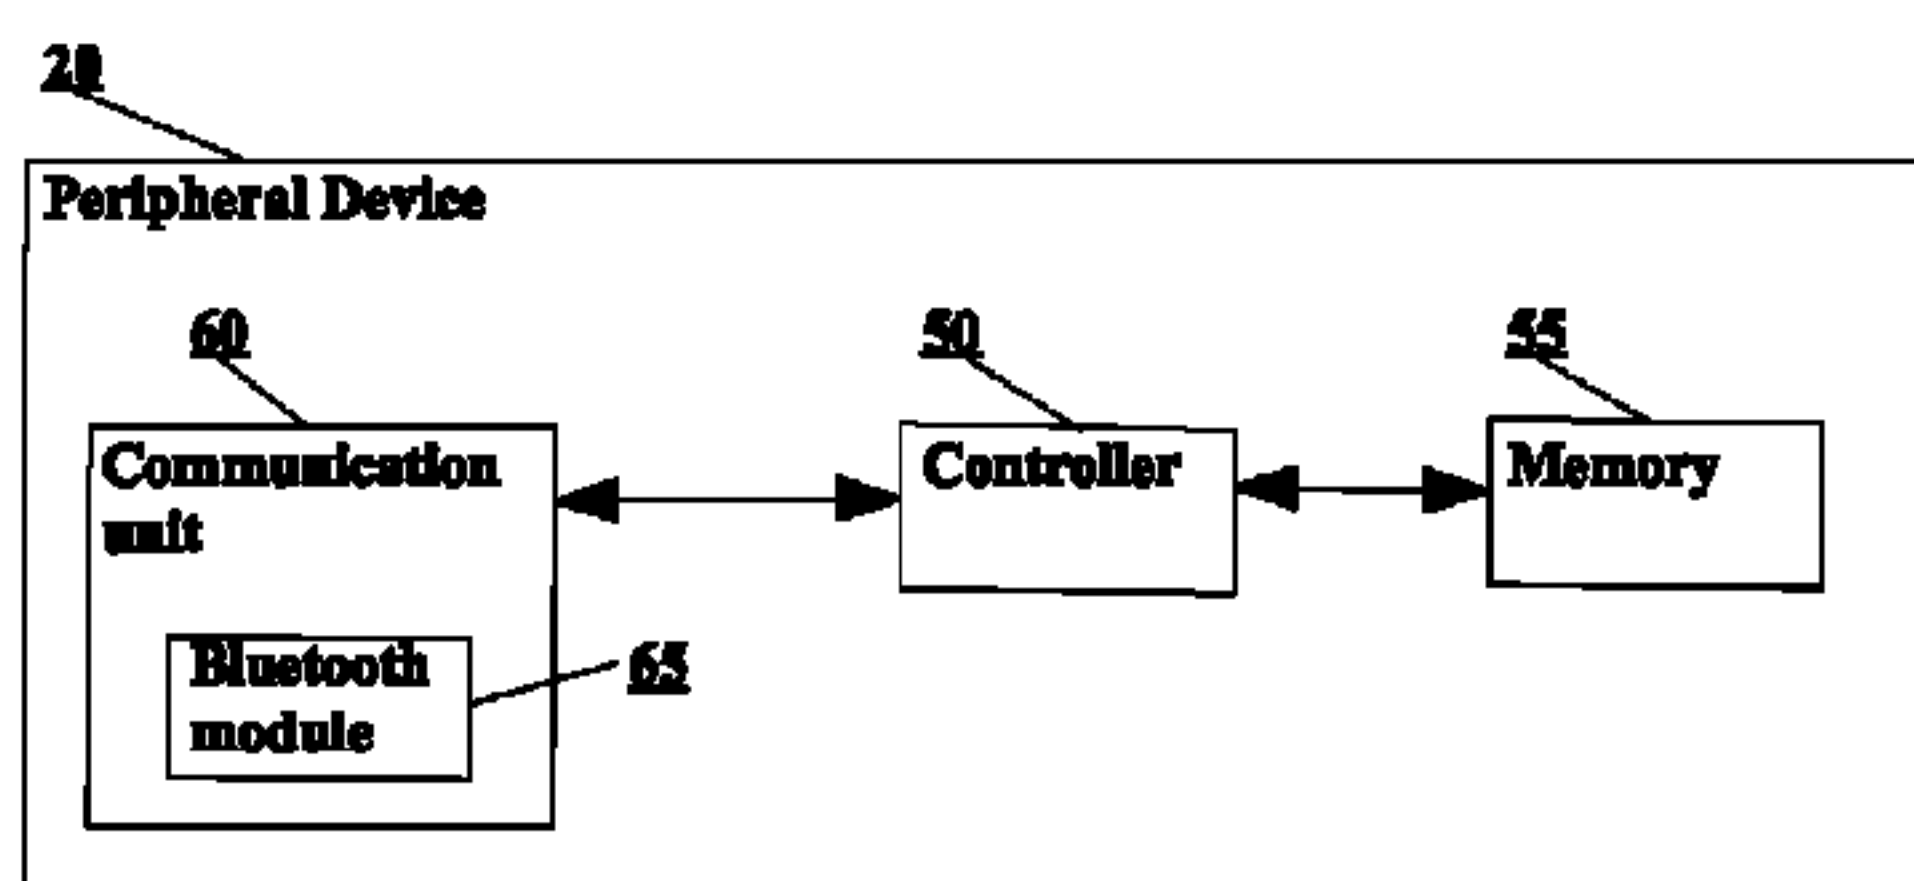 20
Peripheral Device
60
50
55
Communication
unit
Controller
Memory
Bluetooth
module
65